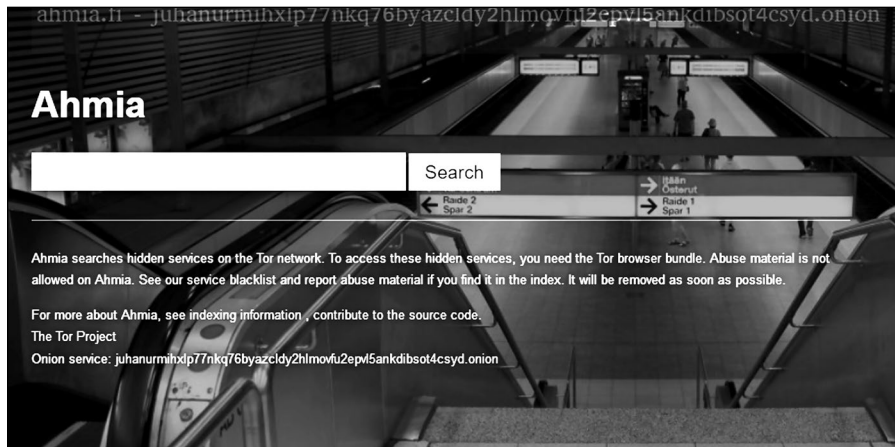 ahmia.fi - juhanurmihxlp77nkq76byazcldy2hlmovfu2epvl5ankdibsot4csyd.onion
Ahmia
Search
Itään
Österut
Raide 2
Spar 2
Raide 1
Spar 1
Ahmia searches hidden services on the Tor network. To access these hidden services, you need the Tor browser bundle. Abuse material is not
allowed on Ahmia. See our service blacklist and report abuse material if you find it in the index. It will be removed as soon as possible.
For more about Ahmia, see indexing information , contribute to the source code.
The Tor Project
Onion service: juhanurmihxlp77nkq76byazcldy2hlmovfu2epvl5ankdibsot4csyd.onion